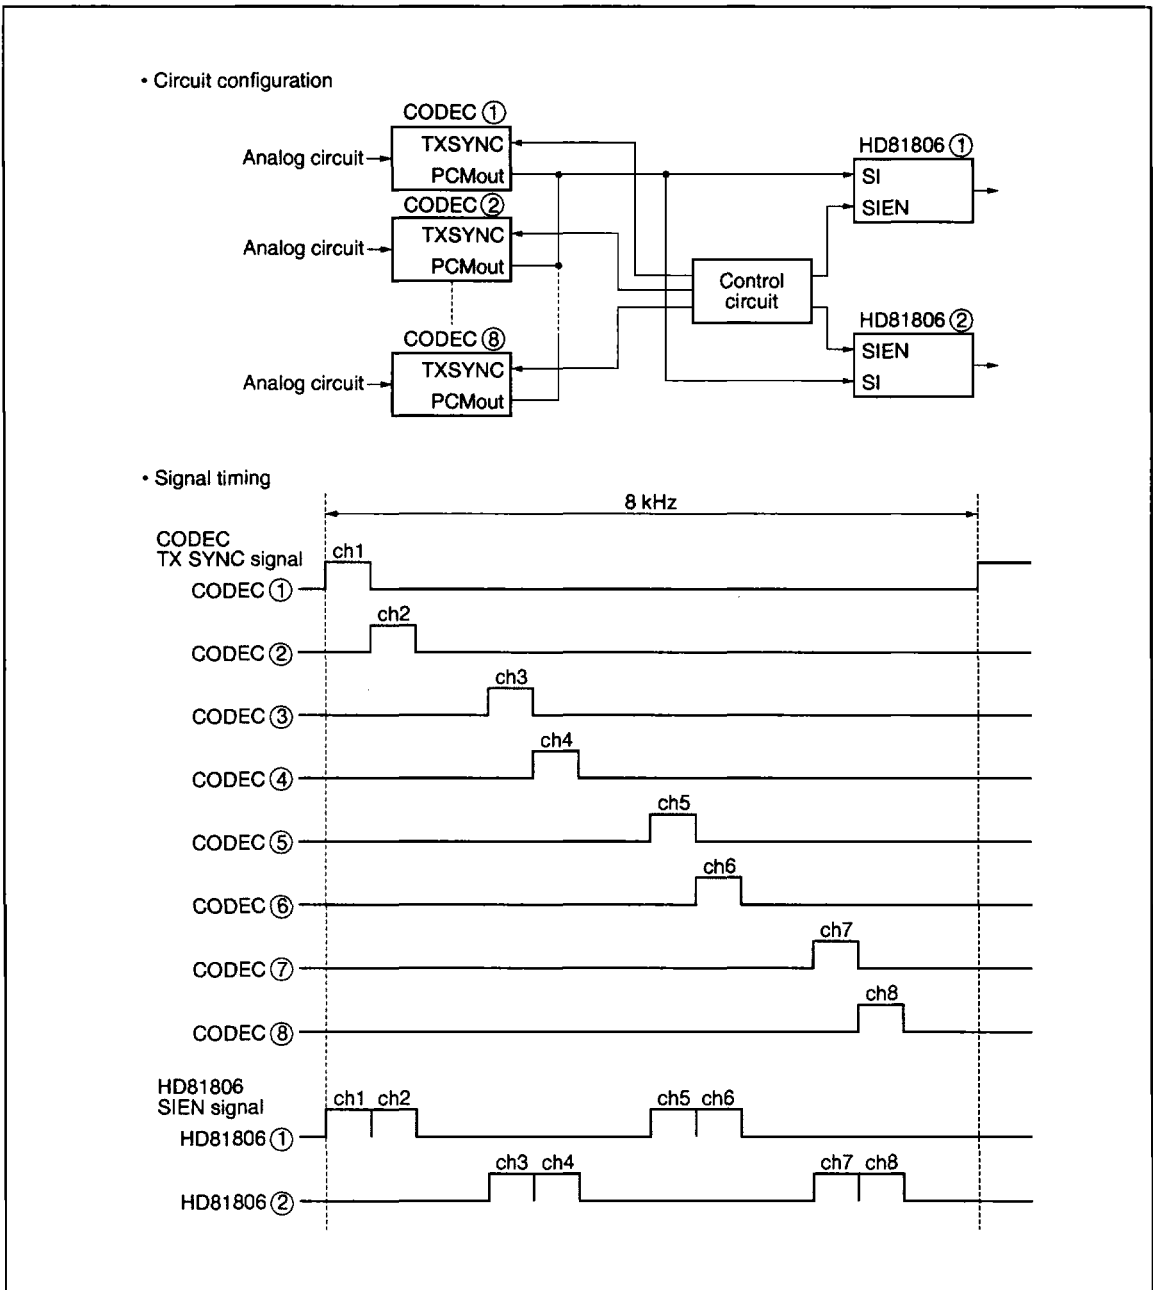 • Circuit configuration
CODEC ①
TXSYNC
PCMout
Analog circuit
CODEC ②
TXSYNC
PCMout
Analog circuit
CODEC ⑧
TXSYNC
PCMout
Analog circuit
Control
circuit
HD81806 ①
SI
SIEN
HD81806 ②
SIEN
SI
• Signal timing
8 kHz
CODEC
TX SYNC signal
ch1
CODEC ①
ch2
CODEC ②
ch3
CODEC ③
ch4
CODEC ④
ch5
CODEC ⑤
ch6
CODEC ⑥
ch7
CODEC ⑦
ch8
CODEC ⑧
HD81806
SIEN signal
ch1 ch2 ch5 ch6
HD81806 ①
ch3 ch4 ch7 ch8
HD81806 ②